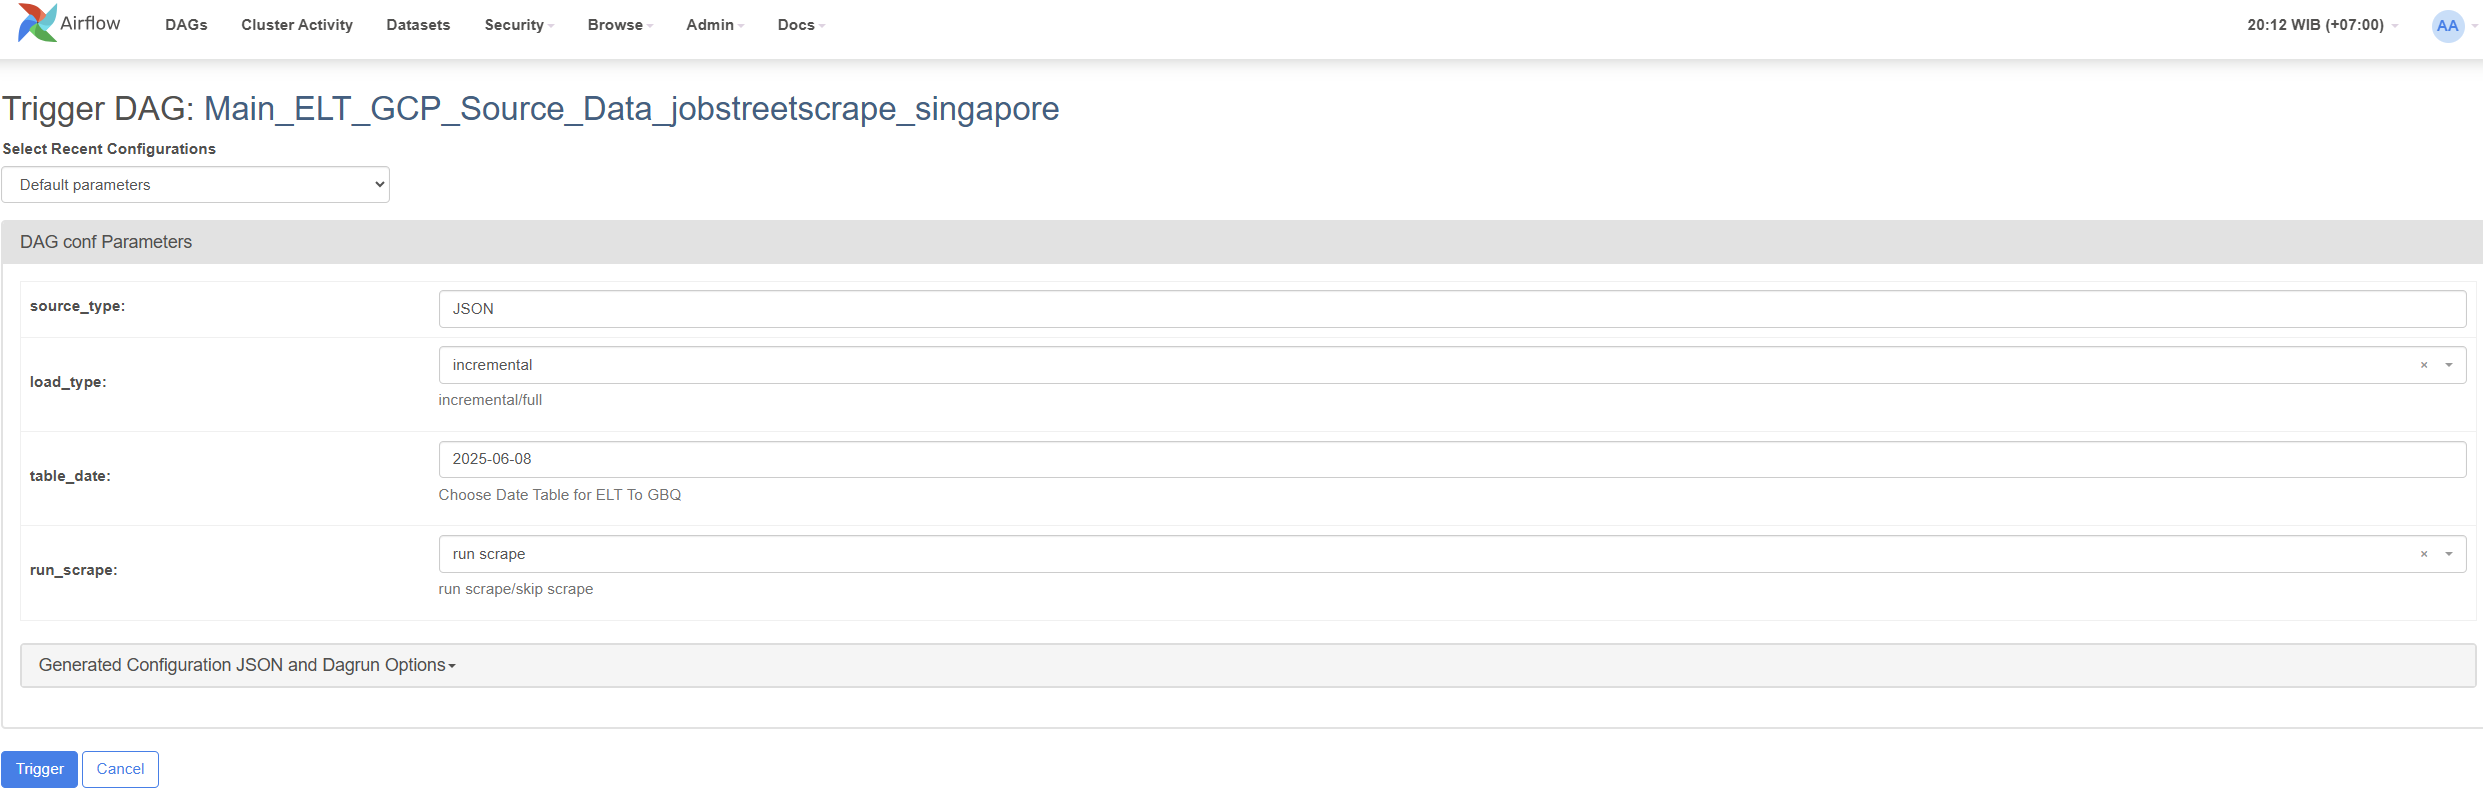 Airflow DAGs Cluster Activity Datasets Security Browse Admin Docs 20:12 WIB (+07:00) AA
Trigger DAG: Main_ELT_GCP_Source_Data_jobstreetscrape_singapore
Select Recent Configurations
Default parameters
DAG conf Parameters
source_type: JSON
load_type: incremental ×
incremental/full
table_date: 2025-06-08
Choose Date Table for ELT To GBQ
run_scrape: run scrape ×
run scrape/skip scrape
Generated Configuration JSON and Dagrun Options
Trigger Cancel